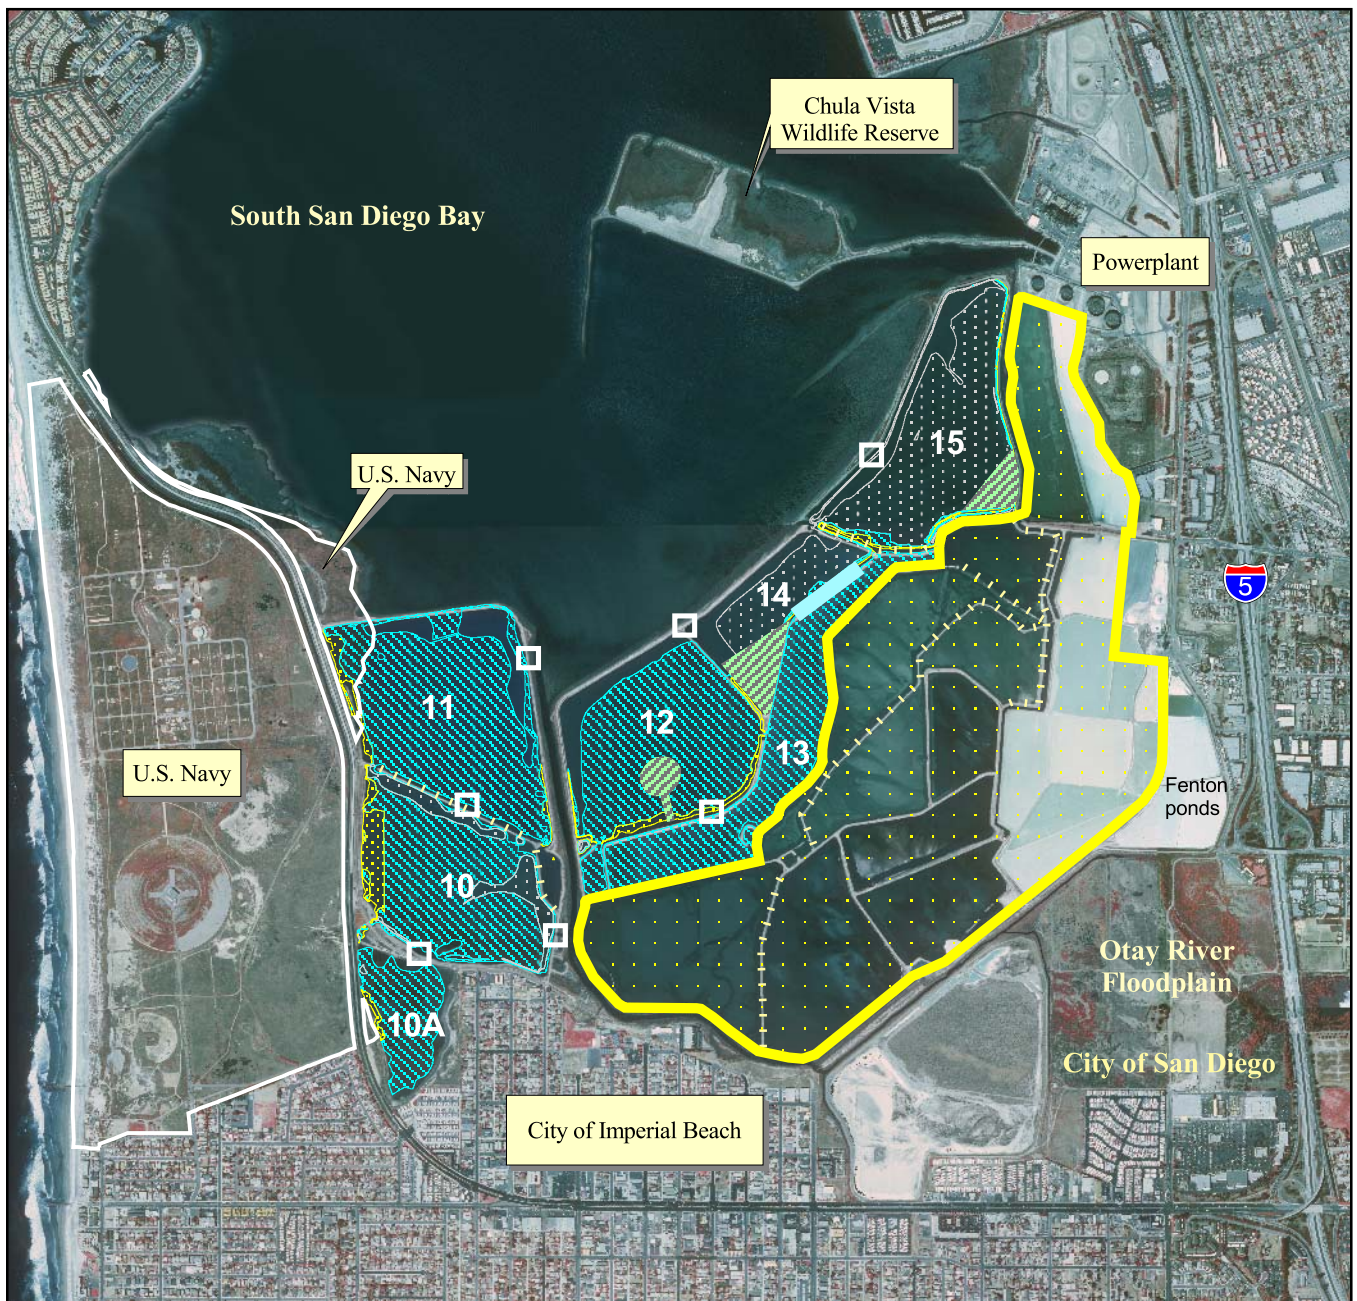 Chula Vista
Wildlife Reserve
South San Diego Bay
Powerplant
15
U.S. Navy
5
14
11
12
13
U.S. Navy
Fenton
ponds
10
Otay River
Floodplain
10A
City of San Diego
City of Imperial Beach